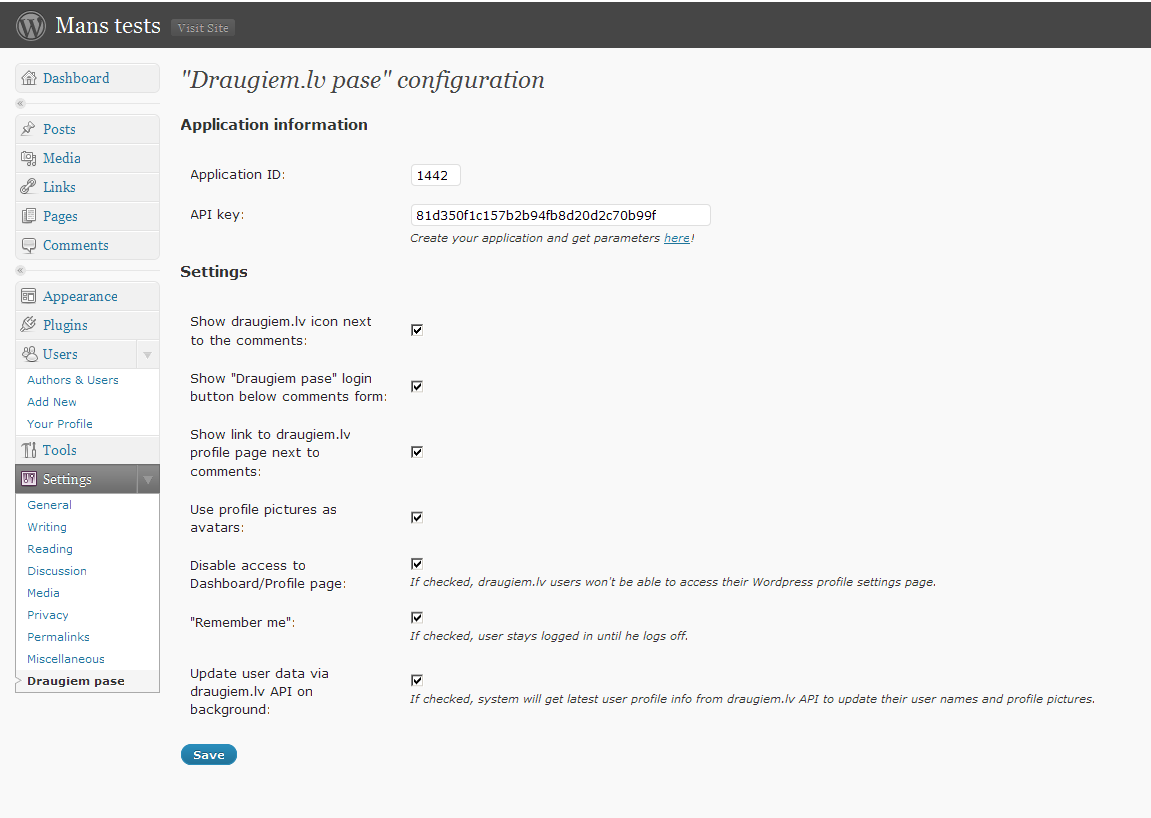 Mans tests Visit Site
Dashboard
Posts
Media
Links
Pages
Comments
Appearance
Plugins
Users
Authors & Users
Add New
Your Profile
Tools
Settings
General
Writing
Reading
Discussion
Media
Privacy
Permalinks
Miscellaneous
Draugiem pase
"Draugiem.lv pase" configuration
Application information
Application ID: 1442
API key: 81d350f1c157b2b94fb8d20d2c70b99f
Create your application and get parameters here!
Settings
Show draugiem.lv icon next
to the comments:
Show "Draugiem pase" login
button below comments form:
Show link to draugiem.lv
profile page next to
comments:
Use profile pictures as
avatars:
Disable access to
Dashboard/Profile page:
If checked, draugiem.lv users won't be able to access their Wordpress profile settings page.
"Remember me":
If checked, user stays logged in until he logs off.
Update user data via
draugiem.lv API on
background:
If checked, system will get latest user profile info from draugiem.lv API to update their user names and profile pictures.
Save